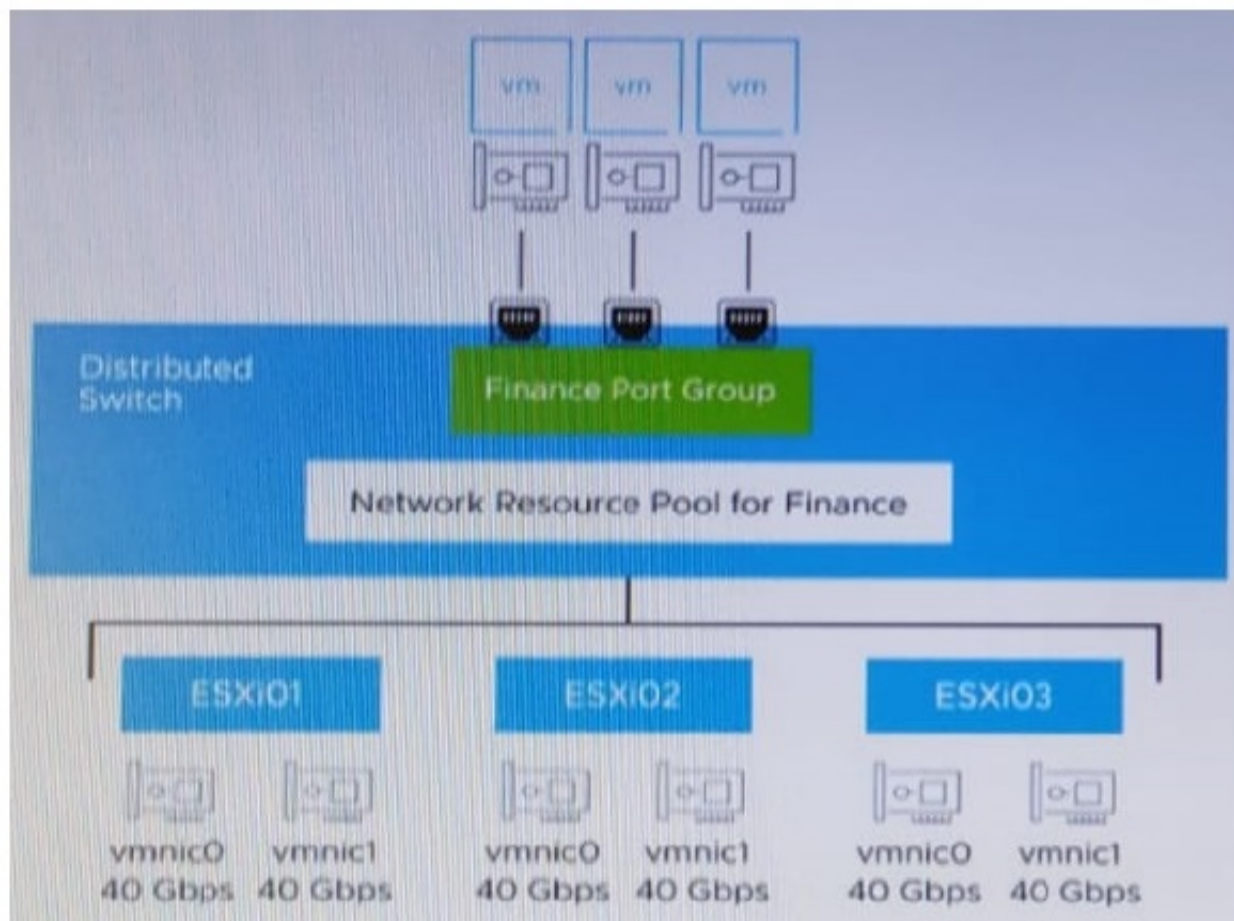 vm vm vm
Distributed
Switch
Finance Port Group
Network Resource Pool for Finance
ESXi01 ESXi02 ESXi03
vmnic0 vmnic1 vmnic0 vmnic1 vmnic0 vmnic1
40 Gbps 40 Gbps 40 Gbps 40 Gbps 40 Gbps 40 Gbps